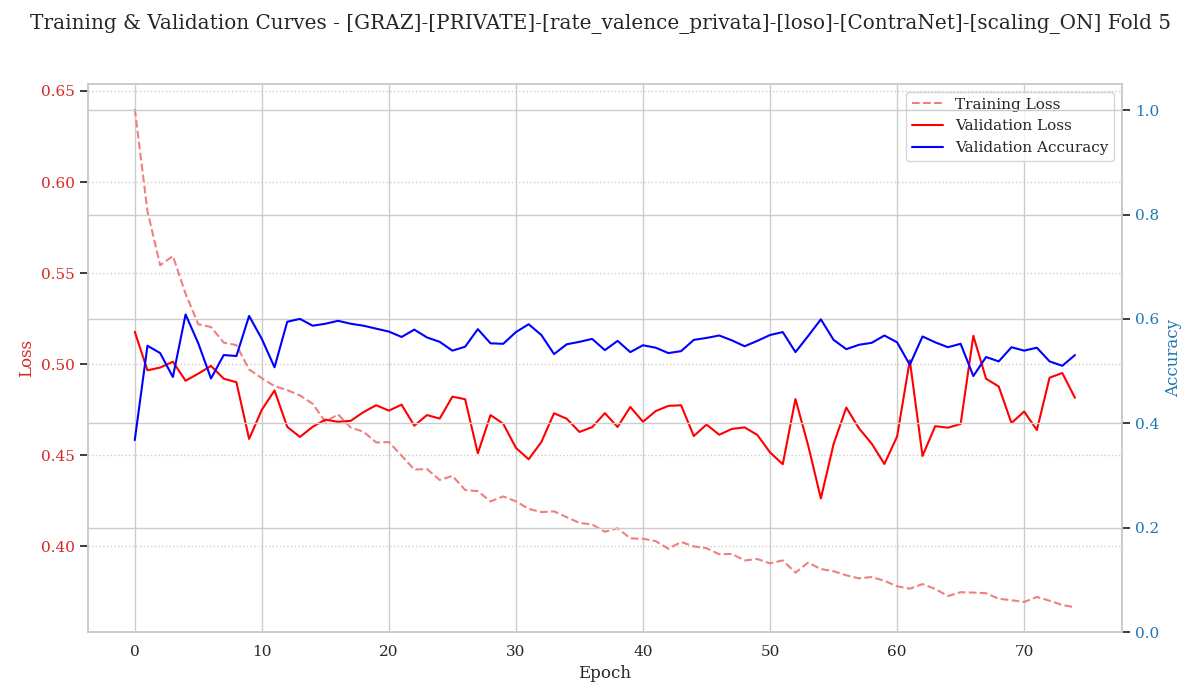 Training & Validation Curves - [GRAZ]-[PRIVATE]-[rate_valence_privata]-[loso]-[ContraNet]-[scaling_ON] Fold 5
Training Loss
Validation Loss
Validation Accuracy
0.65
0.60
0.55
0.50
0.45
0.40
Loss
1.0
0.8
0.6
0.4
0.2
0.0
Accuracy
0
10
20
30
40
50
60
70
Epoch